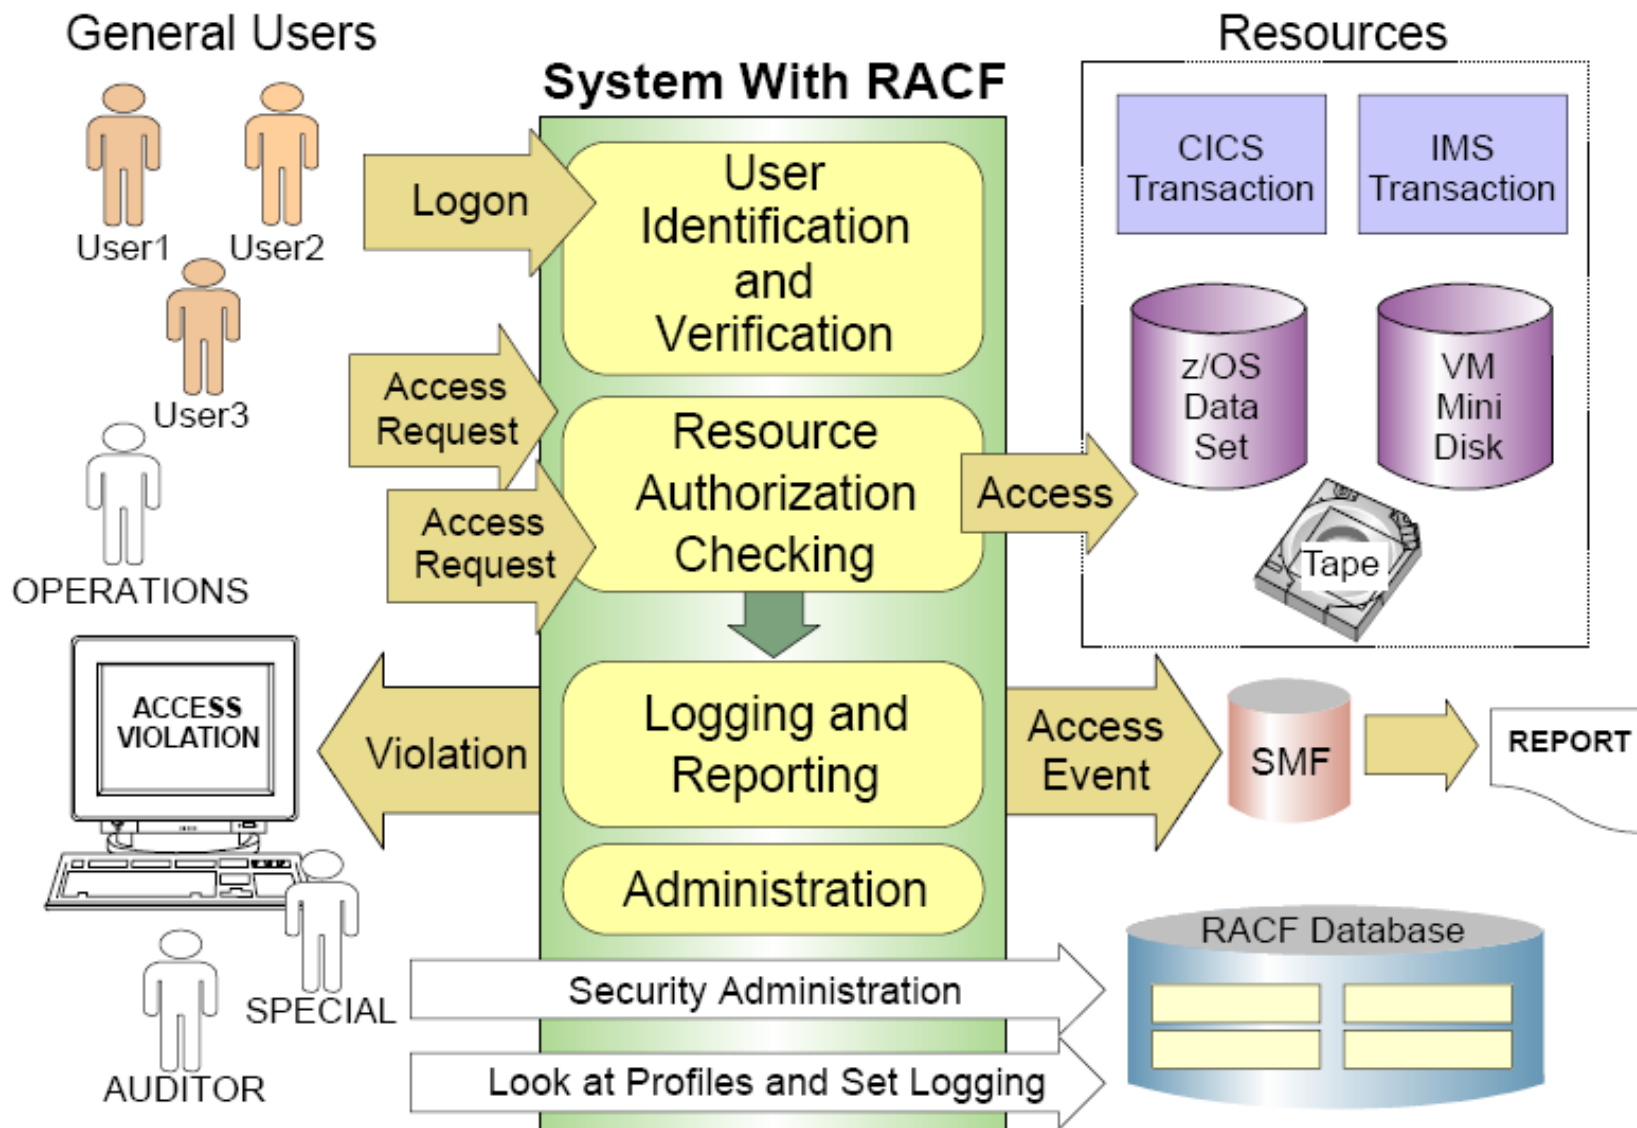 General Users
Resources
System With RACF
User1
User2
User3
OPERATIONS
Logon
User
Identification
and
Verification
Access
Request
Access
Request
Resource
Authorization
Checking
Access
CICS
Transaction
IMS
Transaction
z/OS
Data
Set
VM
Mini
Disk
Tape
ACCESS
VIOLATION
Violation
Logging and
Reporting
Access
Event
SMF
REPORT
Administration
SPECIAL
AUDITOR
Security Administration
Look at Profiles and Set Logging
RACF Database